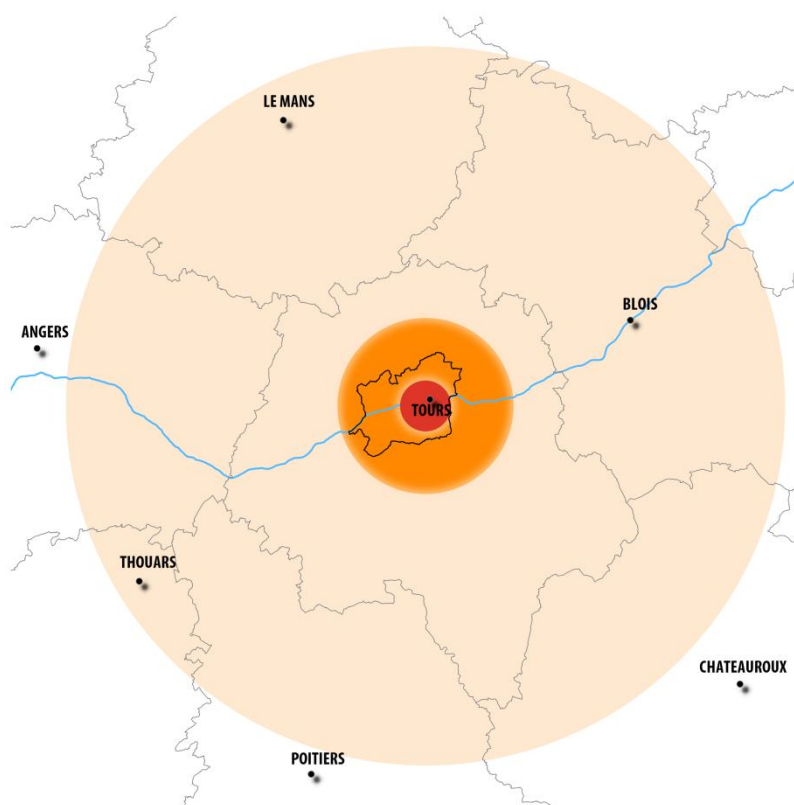 LE MANS
BLOIS
ANGERS
TOURS
THOUARS
CHATEAUROUX
POITIERS